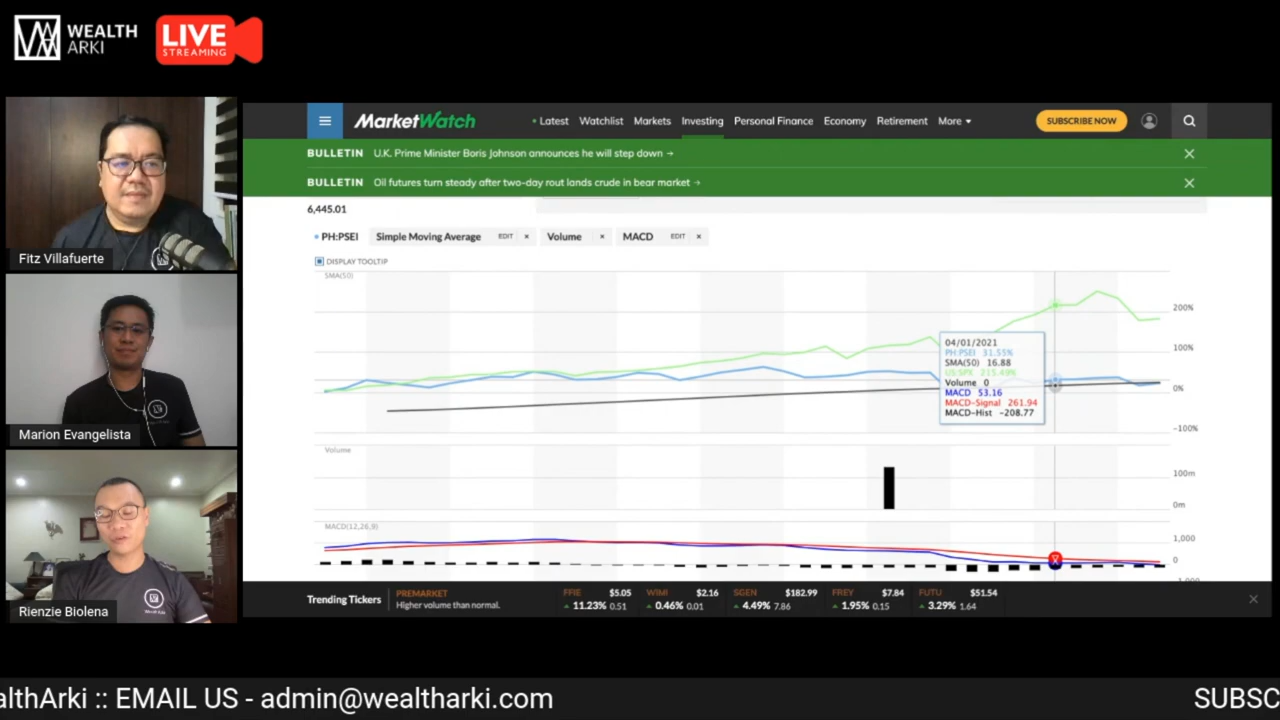 WEALTH
ARKI
LIVE
STREAMING
Fitz Villafuerte
Marion Evangelista
Rienzie Biolena
MarketWatch
Latest Watchlist Markets Investing Personal Finance Economy Retirement More
SUBSCRIBE NOW
BULLETIN U.K. Prime Minister Boris Johnson announces he will step down →
BULLETIN Oil futures turn steady after two-day rout lands crude in bear market →
6,445.01
PH:PSEI Simple Moving Average EDIT × Volume × MACD EDIT ×
DISPLAY TOOLTIP
SMA(50)
200%
100%
0%
-100%
04/01/2021
PH:PSEI 31.55%
SMA(50) 16.88
US:SPX 215.49%
Volume 0
MACD 53.16
MACD-Signal 261.94
MACD-Hist -208.77
Volume
100m
0m
MACD(12,26,9)
1,000
0
Trending Tickers
PREMARKET
Higher volume than normal.
FFIE $5.05
11.23% 0.51
WIMI $2.16
0.46% 0.01
SGEN $182.99
4.49% 7.86
FREY $7.84
1.95% 0.15
FUTU $51.54
3.29% 1.64
althArki :: EMAIL US - admin@wealtharki.com
SUBSC